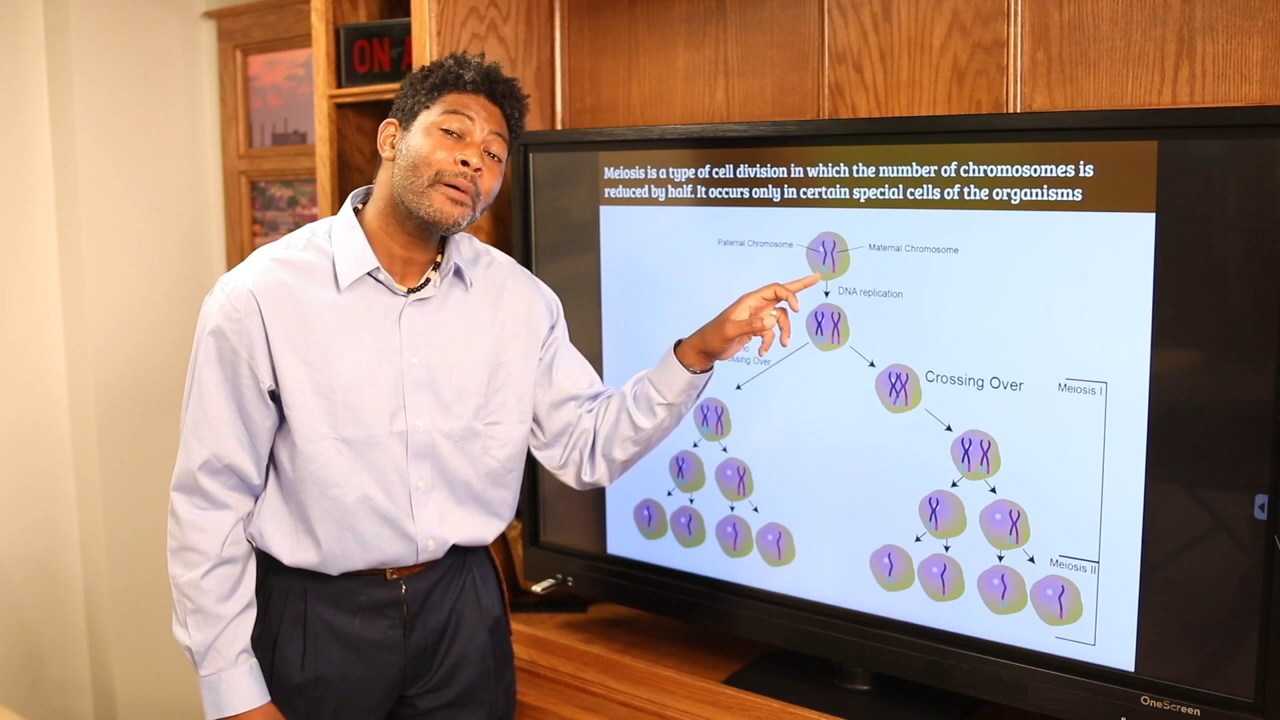 ON A
Meiosis is a type of cell division in which the number of chromosomes is
reduced by half. It occurs only in certain special cells of the organisms
Paternal Chromosome
Maternal Chromosome
DNA replication
Over
Crossing Over
Meiosis I
Meiosis II
OneScreen